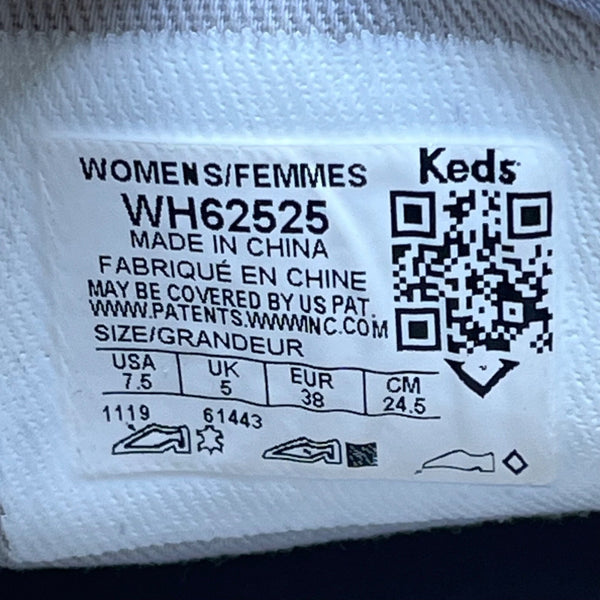 Keds
WOMENS/FEMMES
WH62525
MADE IN CHINA
FABRIQUÉ EN CHINE
MAY BE COVERED BY US PAT.
WWW.PATENTS.WWWINC.COM
SIZE/GRANDEUR
USA UK EUR CM
7.5 5 38 24.5
1119 61443